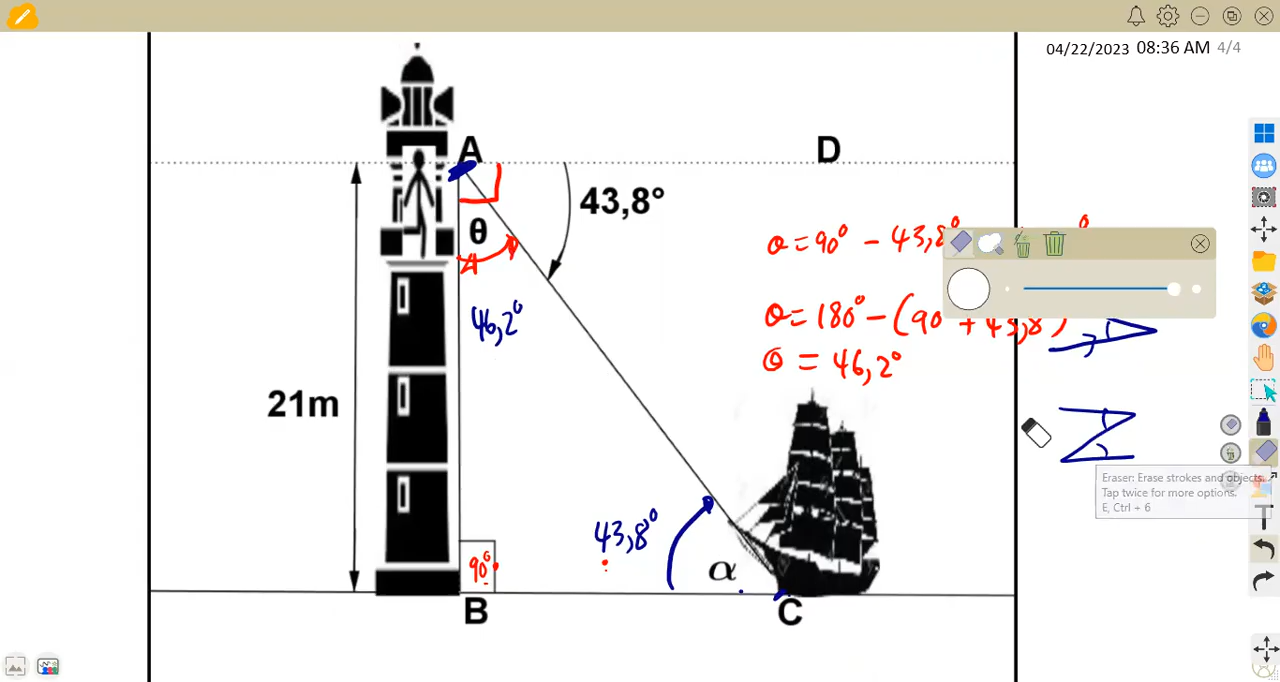 04/22/2023 08:36 AM 4/4
A
D
43,8°
θ
θ = 90° - 43,8°
46,2°
θ = 180° - (90° + 43,8°)
θ = 46,2°
21m
Eraser: Erase strokes and objects.
Tap twice for more options.
E, Ctrl + 6
43,8°
90°
α
B
C